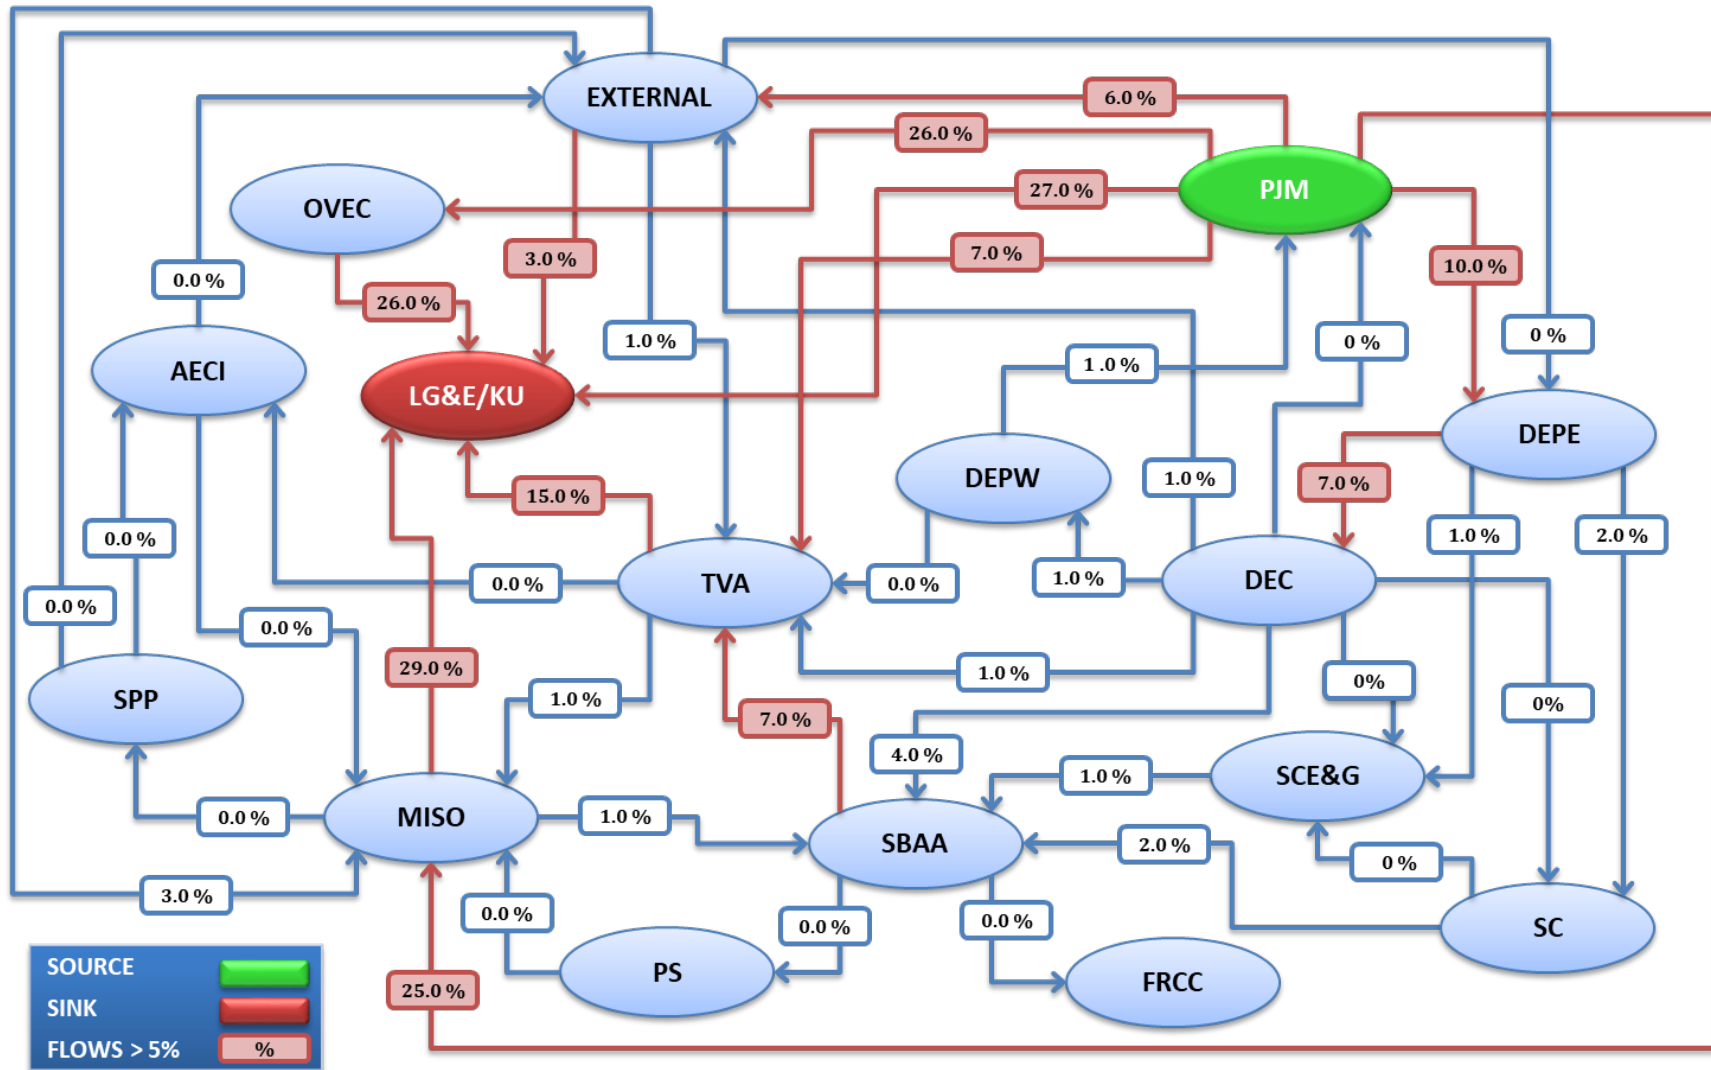 EXTERNAL
6.0 %
26.0 %
PJM
27.0 %
OVEC
7.0 %
3.0 %
10.0 %
0.0 %
26.0 %
1.0 %
0 %
0 %
1 .0 %
AECI
LG&E/KU
DEPE
DEPW
1.0 %
7.0 %
15.0 %
0.0 %
1.0 %
2.0 %
0.0 %
0.0 %
1.0 %
TVA
DEC
0.0 %
0.0 %
29.0 %
1.0 %
0%
SPP
1.0 %
0%
7.0 %
4.0 %
1.0 %
SCE&G
0.0 %
MISO
1.0 %
SBAA
2.0 %
0 %
3.0 %
0.0 %
0.0 %
0.0 %
SC
SOURCE
PS
FRCC
25.0 %
SINK
FLOWS > 5%
%